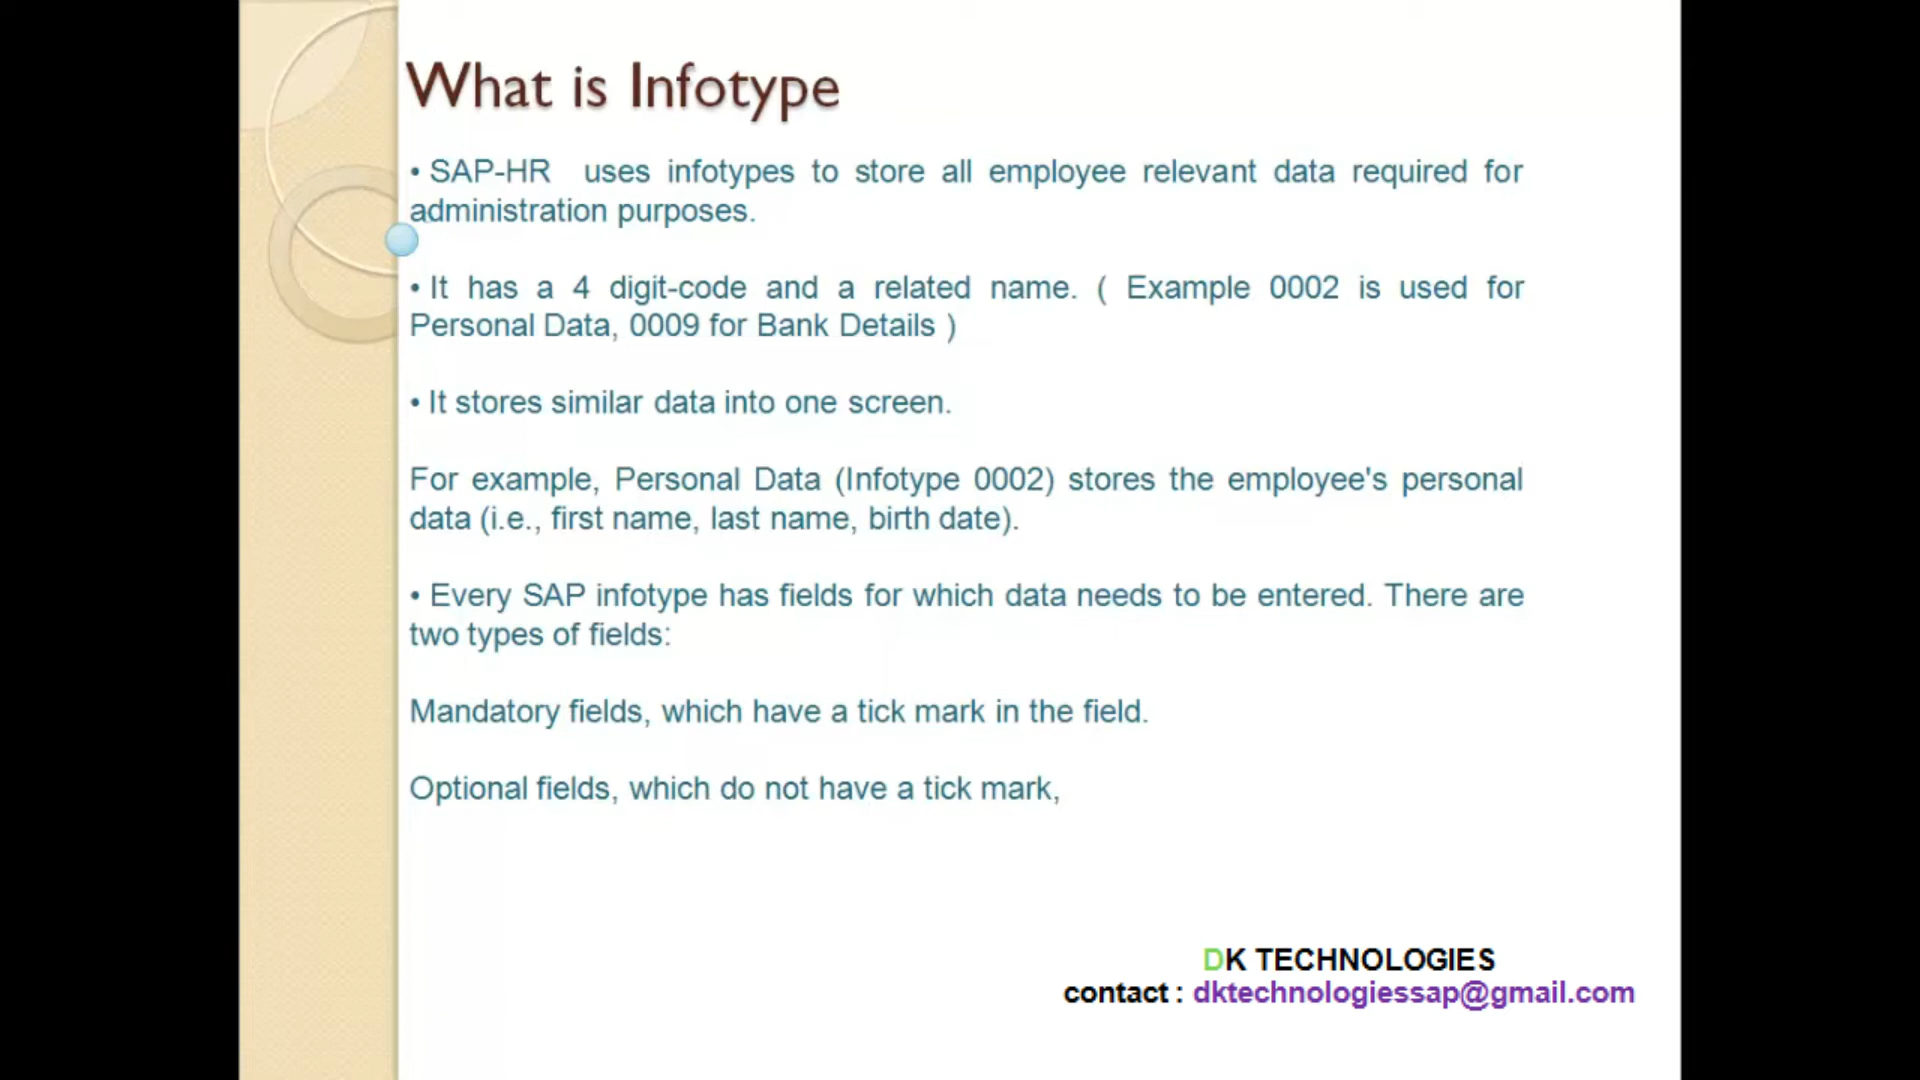 What is Infotype
• SAP-HR uses infotypes to store all employee relevant data required for
administration purposes.
• It has a 4 digit-code and a related name. ( Example 0002 is used for
Personal Data, 0009 for Bank Details )
• It stores similar data into one screen.
For example, Personal Data (Infotype 0002) stores the employee's personal
data (i.e., first name, last name, birth date).
• Every SAP infotype has fields for which data needs to be entered. There are
two types of fields:
Mandatory fields, which have a tick mark in the field.
Optional fields, which do not have a tick mark,
DK TECHNOLOGIES
contact : dktechnologiessap@gmail.com